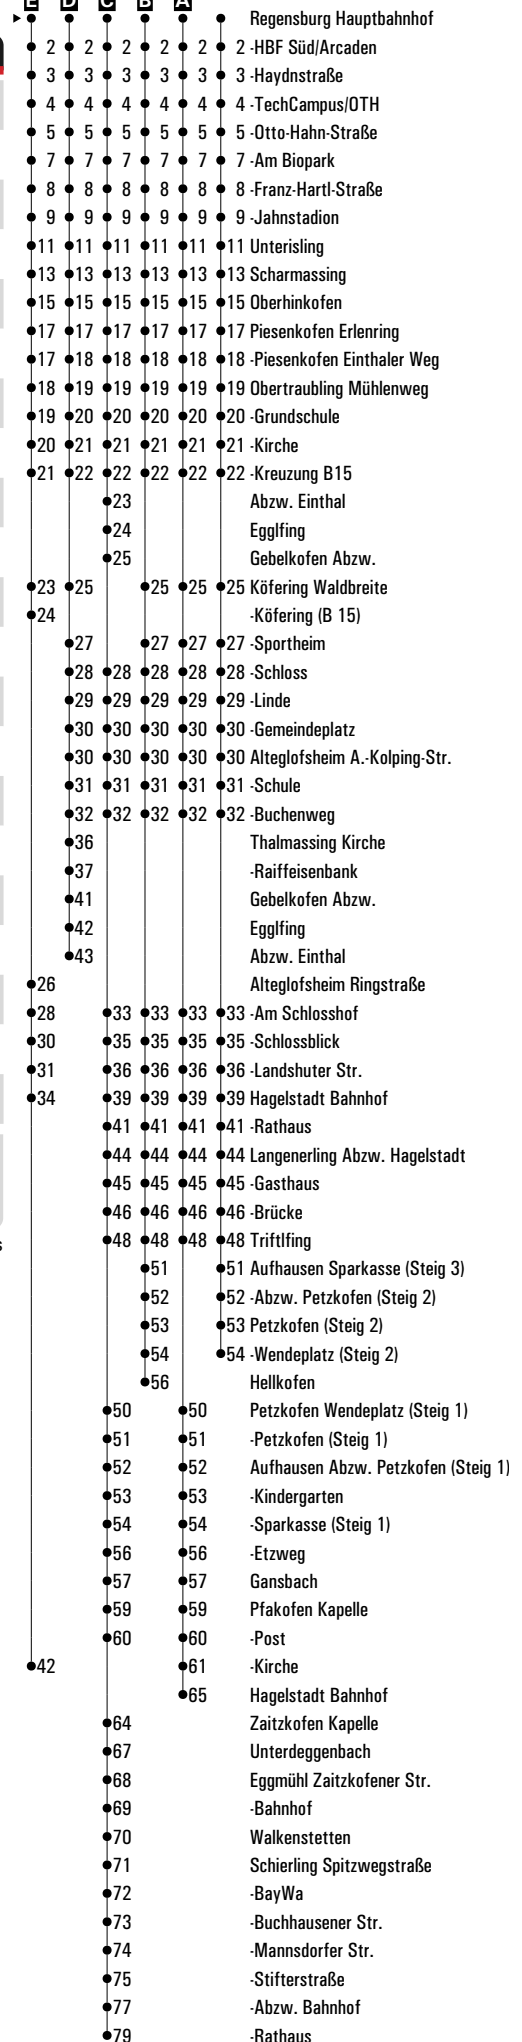 E D C B A
Regensburg Hauptbahnhof
2 2 2 2 2 2 -HBF Süd/Arcaden
3 3 3 3 3 3 -Haydnstraße
4 4 4 4 4 4 -TechCampus/OTH
5 5 5 5 5 5 -Otto-Hahn-Straße
7 7 7 7 7 7 -Am Biopark
8 8 8 8 8 8 -Franz-Hartl-Straße
9 9 9 9 9 9 -Jahnstadion
11 11 11 11 11 11 Unterisling
13 13 13 13 13 13 Scharmassing
15 15 15 15 15 15 Oberhinkofen
17 17 17 17 17 17 Piesenkofen Erlenring
17 18 18 18 18 18 -Piesenkofen Einthaler Weg
18 19 19 19 19 19 Obertraubling Mühlenweg
19 20 20 20 20 20 -Grundschule
20 21 21 21 21 21 -Kirche
21 22 22 22 22 22 -Kreuzung B15
23 Abzw. Einthal
24 Egglfing
25 Gebelkofen Abzw.
23 25 25 25 25 Köfering Waldbreite
24 -Köfering (B 15)
27 27 27 27 -Sportheim
28 28 28 28 28 -Schloss
29 29 29 29 29 -Linde
30 30 30 30 30 -Gemeindeplatz
30 30 30 30 30 Alteglofsheim A.-Kolping-Str.
31 31 31 31 31 -Schule
32 32 32 32 32 -Buchenweg
36 Thalmassing Kirche
37 -Raiffeisenbank
41 Gebelkofen Abzw.
42 Egglfing
43 Abzw. Einthal
26 Alteglofsheim Ringstraße
28 33 33 33 33 -Am Schlosshof
30 35 35 35 35 -Schlossblick
31 36 36 36 36 -Landshuter Str.
34 39 39 39 39 Hagelstadt Bahnhof
41 41 41 41 -Rathaus
44 44 44 44 Langenerling Abzw. Hagelstadt
45 45 45 45 -Gasthaus
46 46 46 46 -Brücke
48 48 48 48 Triftlfing
51 51 Aufhausen Sparkasse (Steig 3)
52 52 -Abzw. Petzkofen (Steig 2)
53 53 Petzkofen (Steig 2)
54 54 -Wendeplatz (Steig 2)
56 Hellkofen
50 50 Petzkofen Wendeplatz (Steig 1)
51 51 -Petzkofen (Steig 1)
52 52 Aufhausen Abzw. Petzkofen (Steig 1)
53 53 -Kindergarten
54 54 -Sparkasse (Steig 1)
56 56 -Etzweg
57 57 Gansbach
59 59 Pfakofen Kapelle
60 60 -Post
42 61 -Kirche
65 Hagelstadt Bahnhof
64 Zaitzkofen Kapelle
67 Unterdeggenbach
68 Eggmühl Zaitzkofener Str.
69 -Bahnhof
70 Walkenstetten
71 Schierling Spitzwegstraße
72 -BayWa
73 -Buchhausener Str.
74 -Mannsdorfer Str.
75 -Stifterstraße
77 -Abzw. Bahnhof
79 -Rathaus